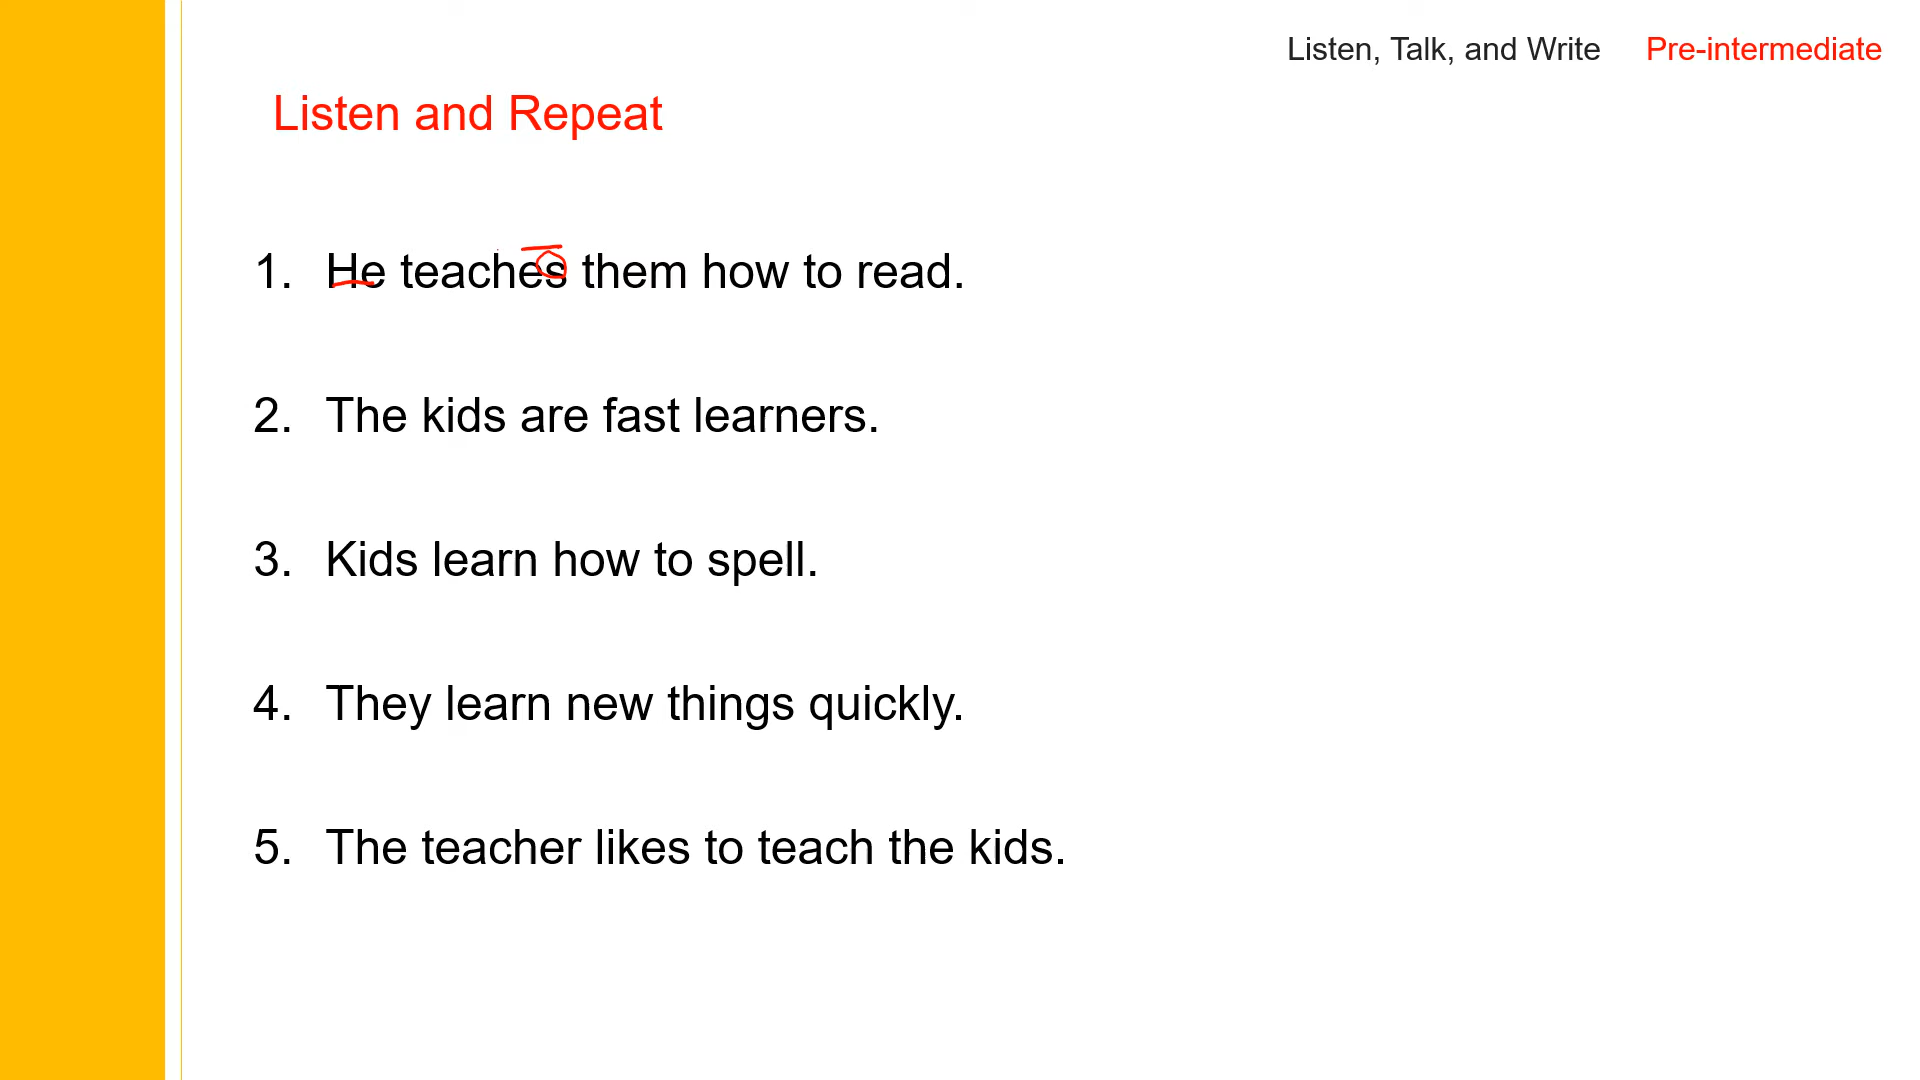 Listen, Talk, and Write Pre-intermediate
Listen and Repeat
1. He teaches them how to read.
2. The kids are fast learners.
3. Kids learn how to spell.
4. They learn new things quickly.
5. The teacher likes to teach the kids.